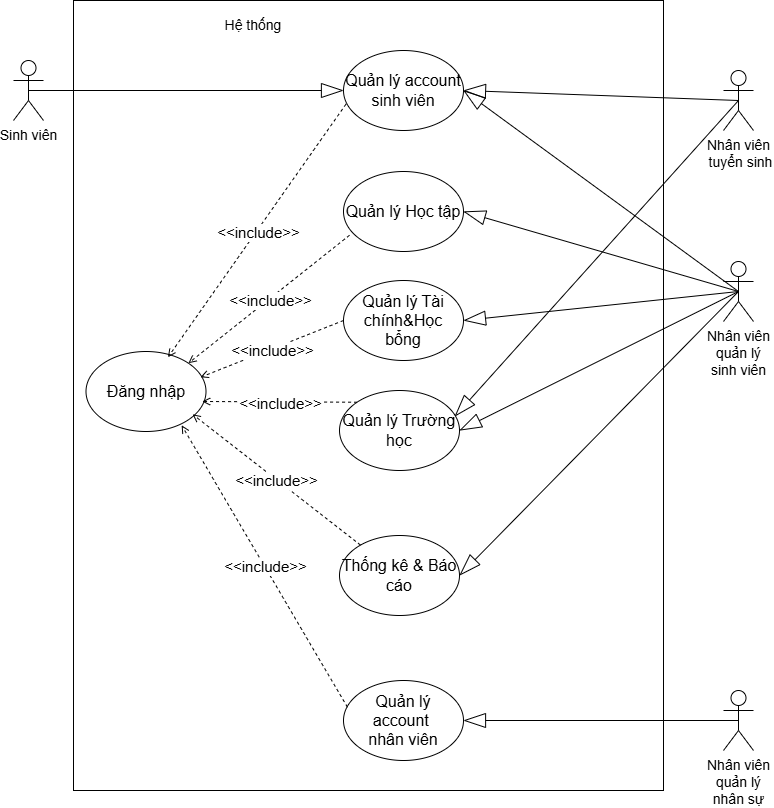 Hệ thống
Quản lý account
sinh viên
Sinh viên
Nhân viên
tuyển sinh
Quản lý Học tập
<<include>>
<<include>>
Quản lý Tài
chính&Học
bổng
<<include>>
Nhân viên
quản lý
sinh viên
Đăng nhập
<<include>>
Quản lý Trường
học
<<include>>
<<include>>
Thống kê & Báo
cáo
Quản lý
account
nhân viên
Nhân viên
quản lý
nhân sự